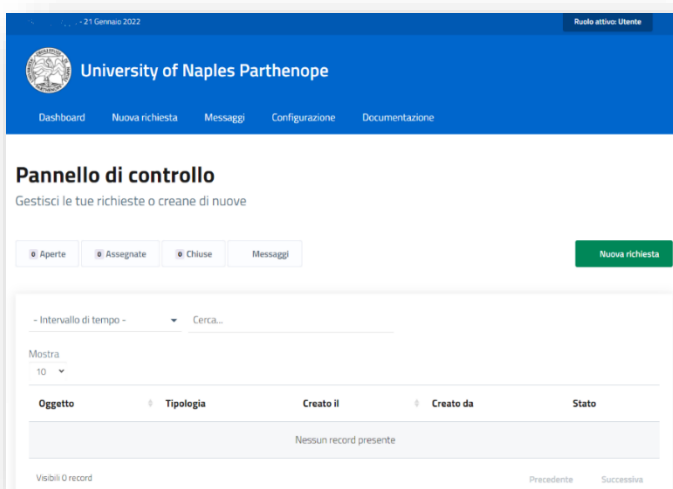 - 21 Gennaio 2022 Ruolo attivo: Utente
University of Naples Parthenope
Dashboard Nuova richiesta Messaggi Configurazione Documentazione
Pannello di controllo
Gestisci le tue richieste o creane di nuove
0 Aperte 0 Assegnate 0 Chiuse Messaggi Nuova richiesta
- Intervallo di tempo - Cerca...
Mostra
10
Oggetto Tipologia Creato il Creato da Stato
Nessun record presente
Visibili 0 record Precedente Successiva